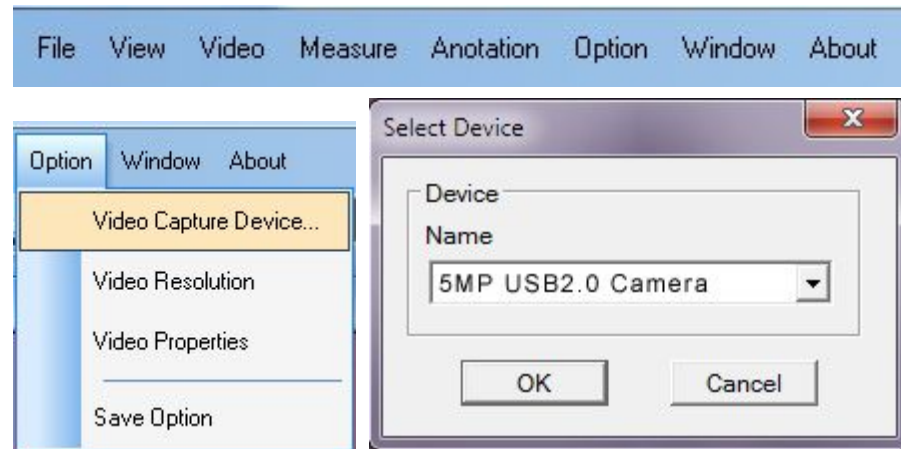 File View Video Measure Anotation Option Window About
Option Window About
Video Capture Device...
Video Resolution
Video Properties
Save Option
Select Device
Device
Name
5MP USB2.0 Camera
OK Cancel